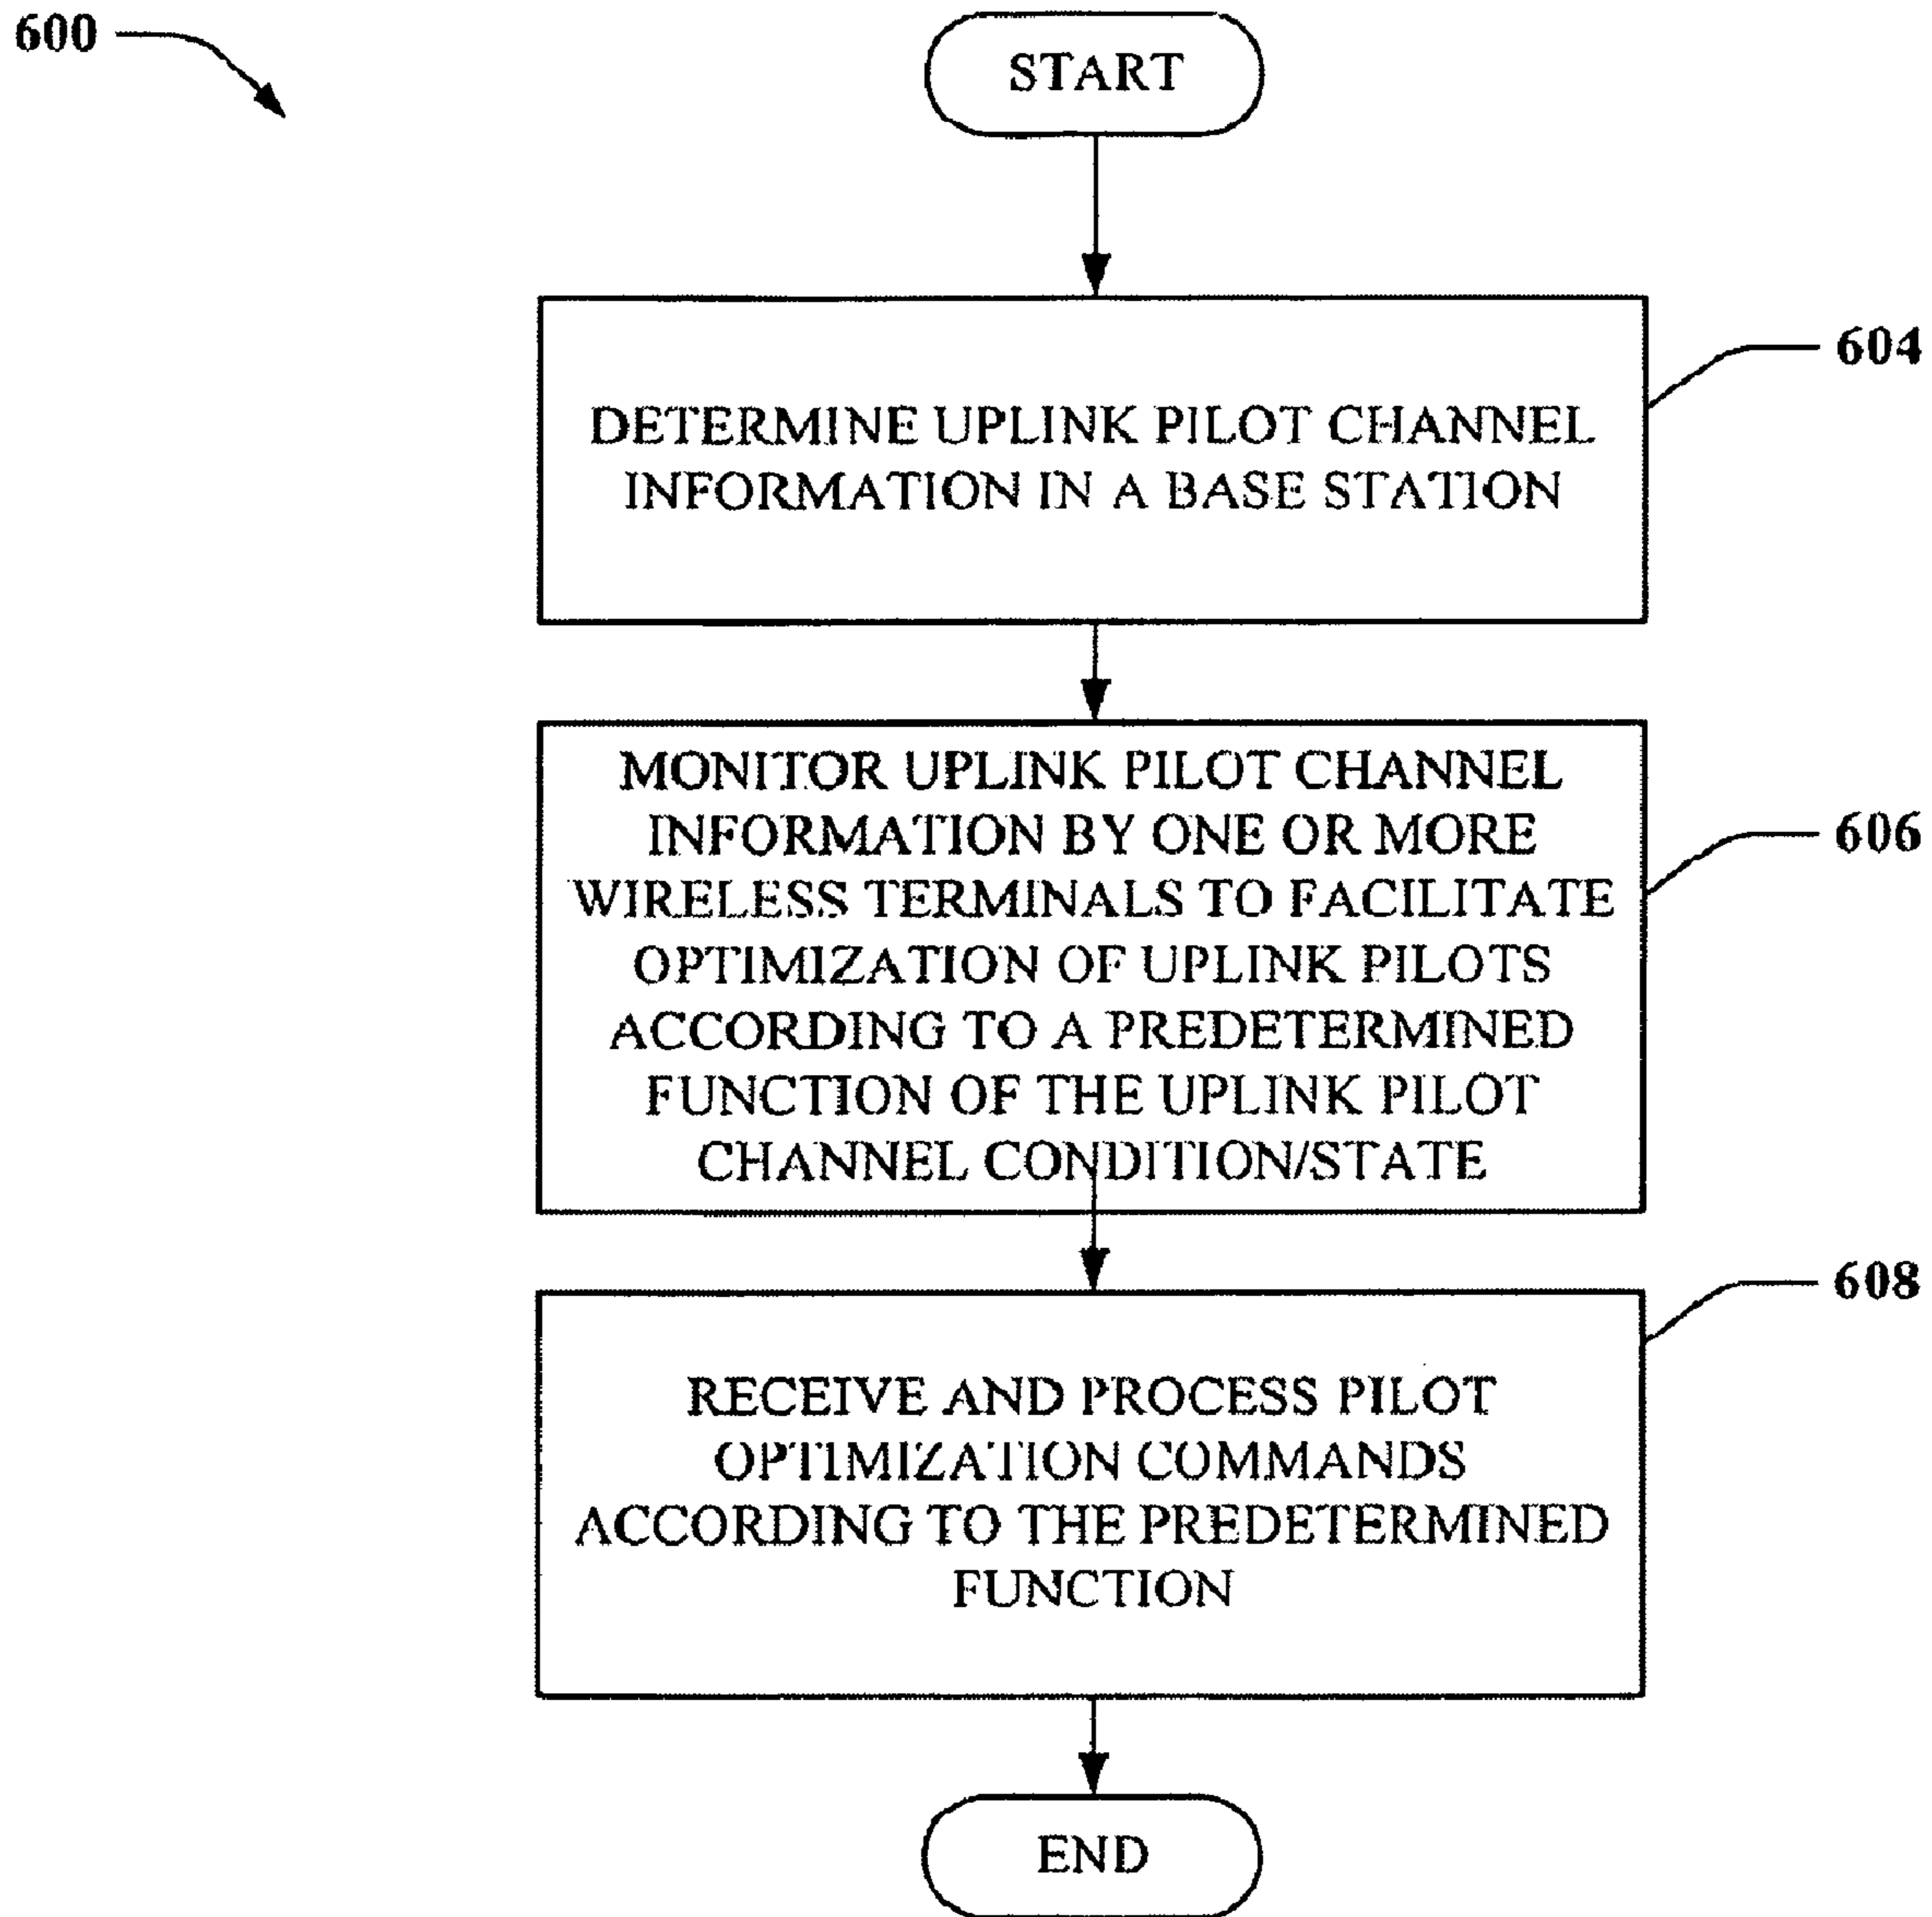 600
START
604
DETERMINE UPLINK PILOT CHANNEL
INFORMATION IN A BASE STATION
606
MONITOR UPLINK PILOT CHANNEL
INFORMATION BY ONE OR MORE
WIRELESS TERMINALS TO FACILITATE
OPTIMIZATION OF UPLINK PILOTS
ACCORDING TO A PREDETERMINED
FUNCTION OF THE UPLINK PILOT
CHANNEL CONDITION/STATE
608
RECEIVE AND PROCESS PILOT
OPTIMIZATION COMMANDS
ACCORDING TO THE PREDETERMINED
FUNCTION
END